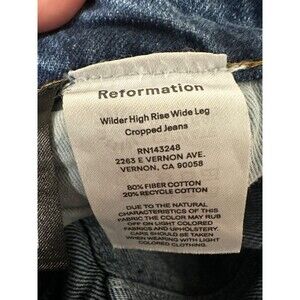 Reformation
Wilder High Rise Wide Leg
Cropped Jeans
RN143248
2263 E VERNON AVE.
VERNON, CA 90058
80% FIBER COTTON
20% RECYCLE COTTON
DUE TO THE NATURAL
CHARACTERISTICS OF THIS
FABRIC THE COLOR MAY RUB
OFF ON LIGHT COLORED
FABRICS AND UPHOLSTERY.
CARE SHOULD BE TAKEN
WHEN WEARING WITH LIGHT
COLORED CLOTHING.